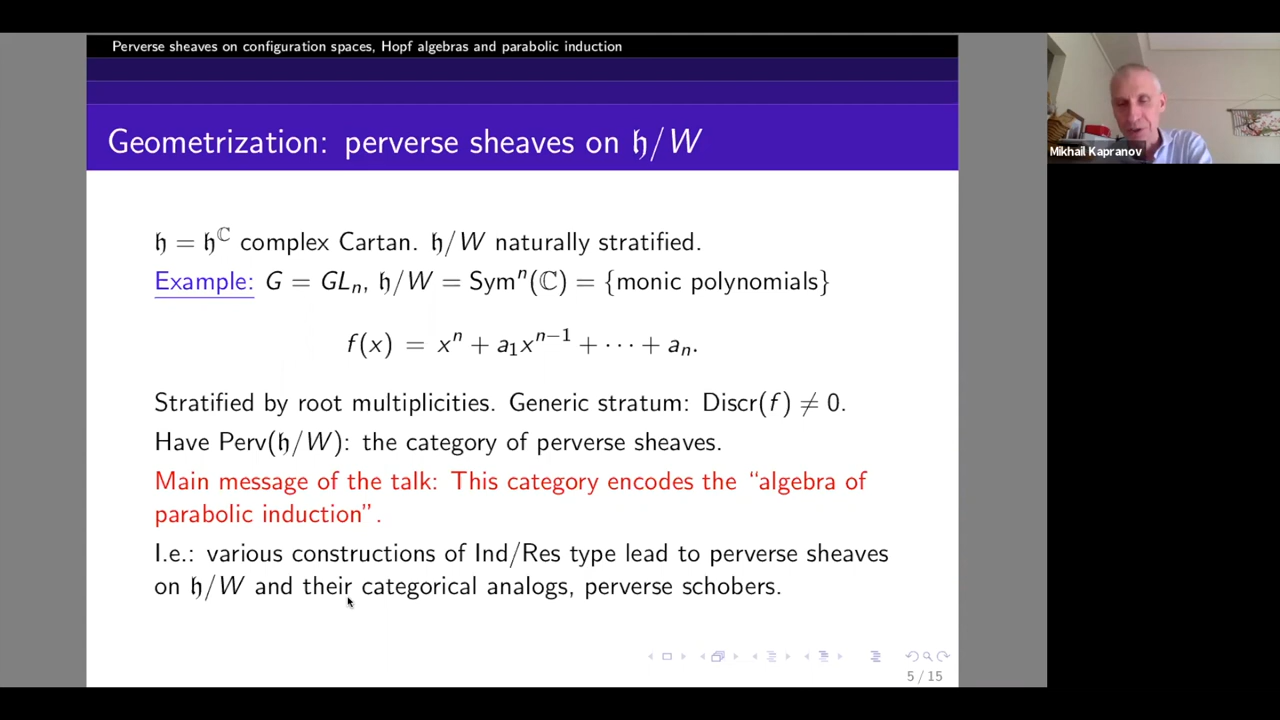 Perverse sheaves on configuration spaces, Hopf algebras and parabolic induction
Geometrization: perverse sheaves on 𝔥/W
𝔥 = 𝔥^ℂ complex Cartan. 𝔥/W naturally stratified.
Example: G = GL_n, 𝔥/W = Sym^n(ℂ) = {monic polynomials}
f(x) = x^n + a_1x^{n−1} + ⋯ + a_n.
Stratified by root multiplicities. Generic stratum: Discr(f) ≠ 0.
Have Perv(𝔥/W): the category of perverse sheaves.
Main message of the talk: This category encodes the “algebra of
parabolic induction”.
I.e.: various constructions of Ind/Res type lead to perverse sheaves
on 𝔥/W and their categorical analogs, perverse schobers.
5 / 15
Mikhail Kapranov